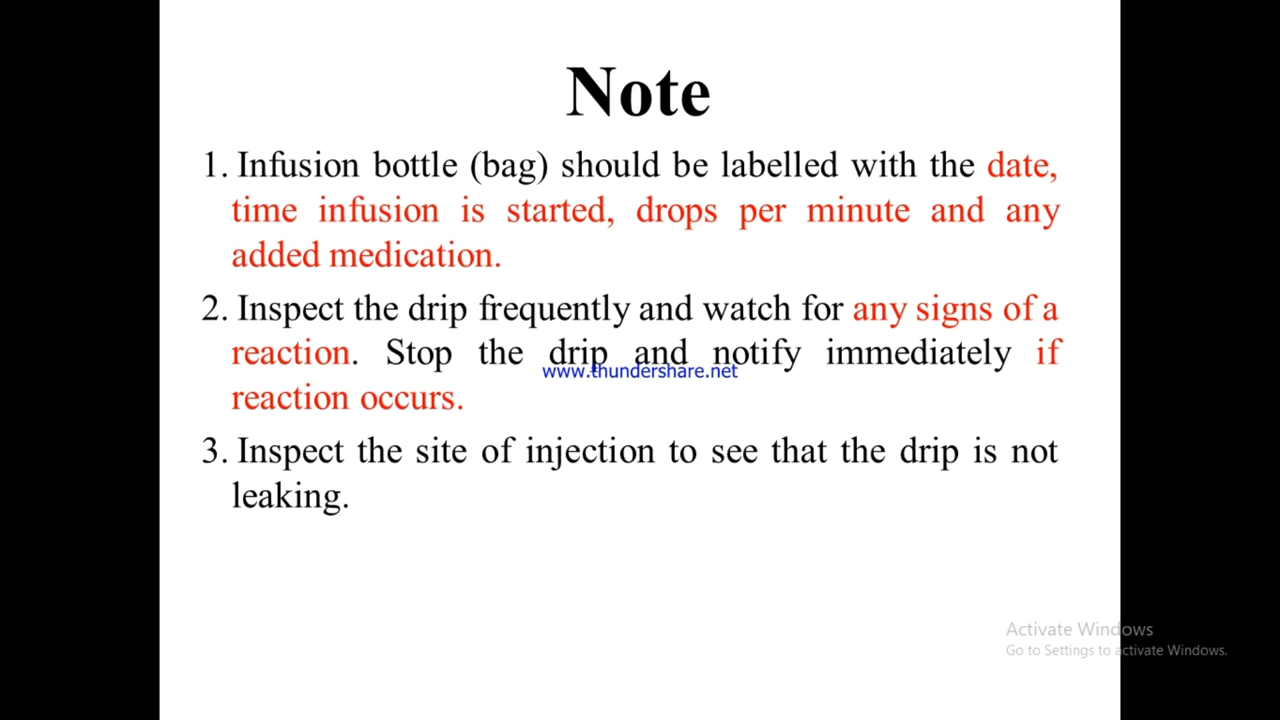 Note
1. Infusion bottle (bag) should be labelled with the date,
time infusion is started, drops per minute and any
added medication.
2. Inspect the drip frequently and watch for any signs of a
reaction. Stop the drip and notify immediately if
www.thundershare.net
reaction occurs.
3. Inspect the site of injection to see that the drip is not
leaking.
Activate Windows
Go to Settings to activate Windows.